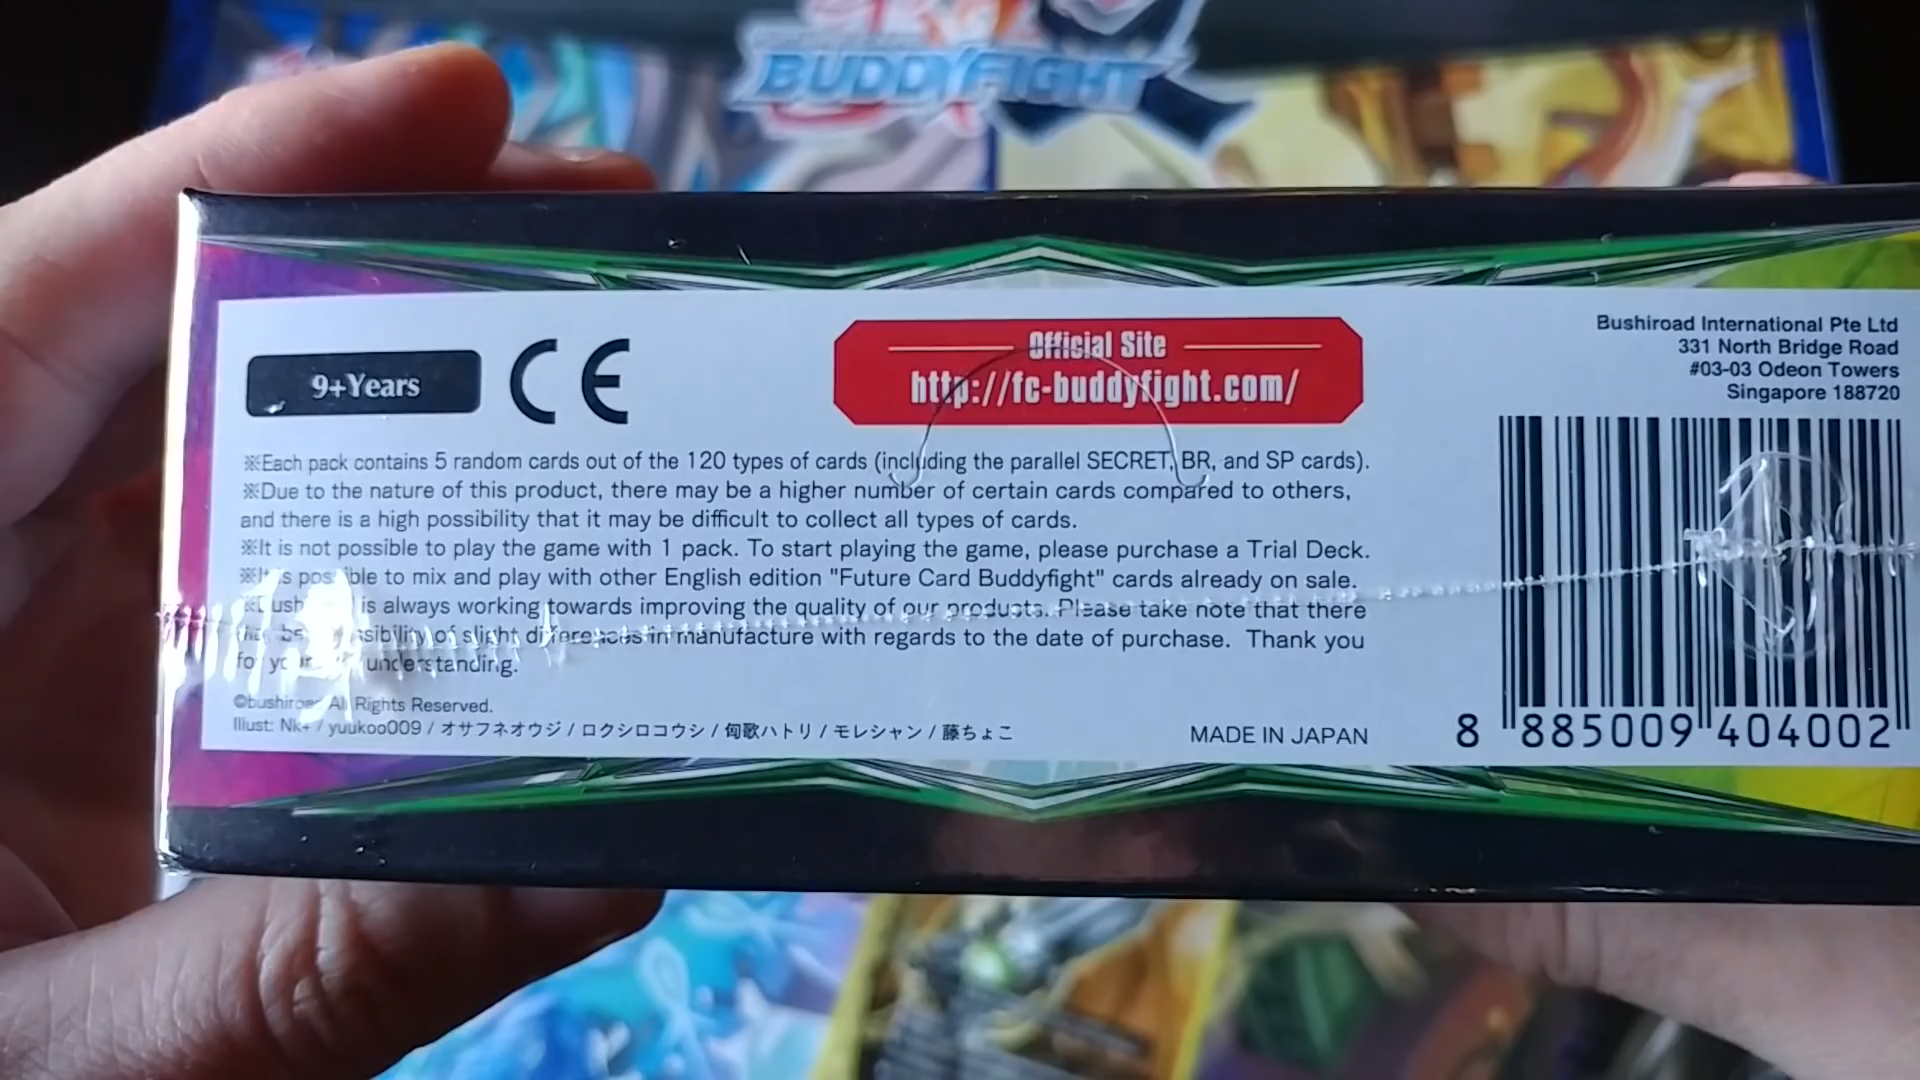 BUDDYFIGHT
9+Years
CE
Official Site
http://fc-buddyfight.com/
Bushiroad International Pte Ltd
331 North Bridge Road
#03-03 Odeon Towers
Singapore 188720
※Each pack contains 5 random cards out of the 120 types of cards (including the parallel SECRET, BR, and SP cards).
※Due to the nature of this product, there may be a higher number of certain cards compared to others,
and there is a high possibility that it may be difficult to collect all types of cards.
※It is not possible to play the game with 1 pack. To start playing the game, please purchase a Trial Deck.
※It is possible to mix and play with other English edition "Future Card Buddyfight" cards already on sale.
※ is always working towards improving the quality of our products. Please take note that there
of slight differences in manufacture with regards to the date of purchase. Thank you
for understanding.
©bushiroad All Rights Reserved.
Illust: Nk+ / yuukoo009 / オサフネオウジ / ロクシロコウシ / 匈歌ハトリ / モレシャン / 藤ちょこ
MADE IN JAPAN
8 885009 404002